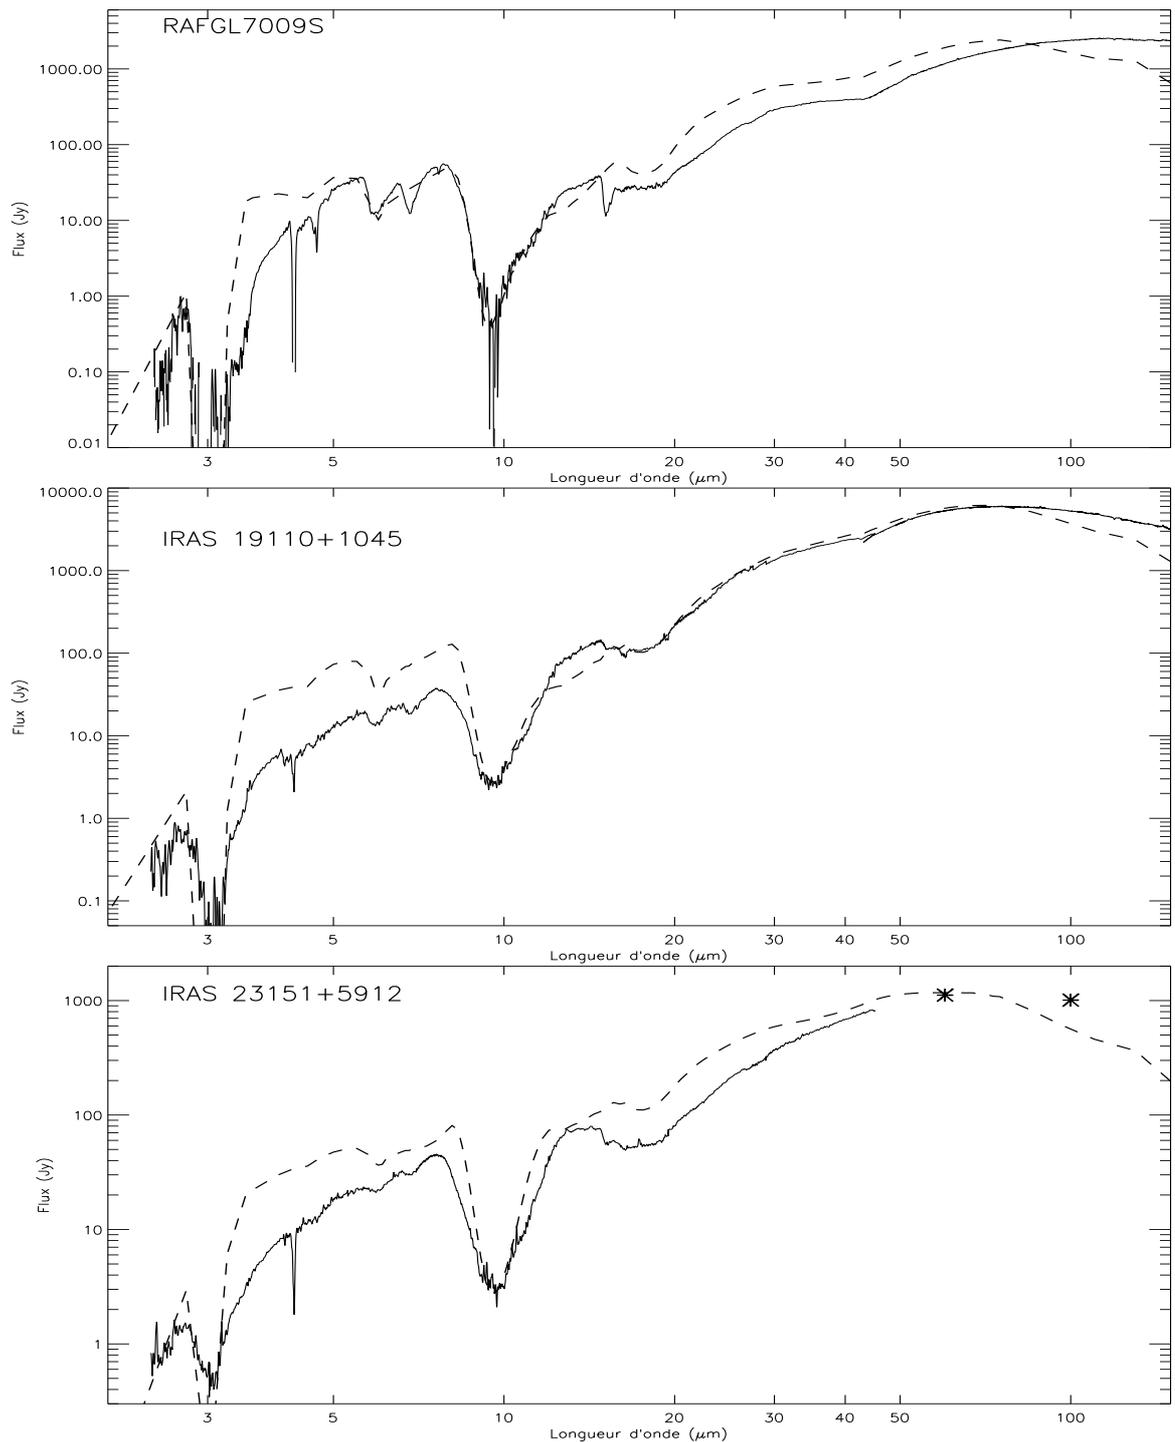 RAFGL7009S
1000.00
100.00
10.00
1.00
0.10
0.01
Flux (Jy)
3 5 10 20 30 40 50 100
Longueur d'onde (μm)
IRAS 19110+1045
10000.0
1000.0
100.0
10.0
1.0
0.1
Flux (Jy)
3 5 10 20 30 40 50 100
Longueur d'onde (μm)
IRAS 23151+5912
1000
100
10
1
Flux (Jy)
3 5 10 20 30 40 50 100
Longueur d'onde (μm)